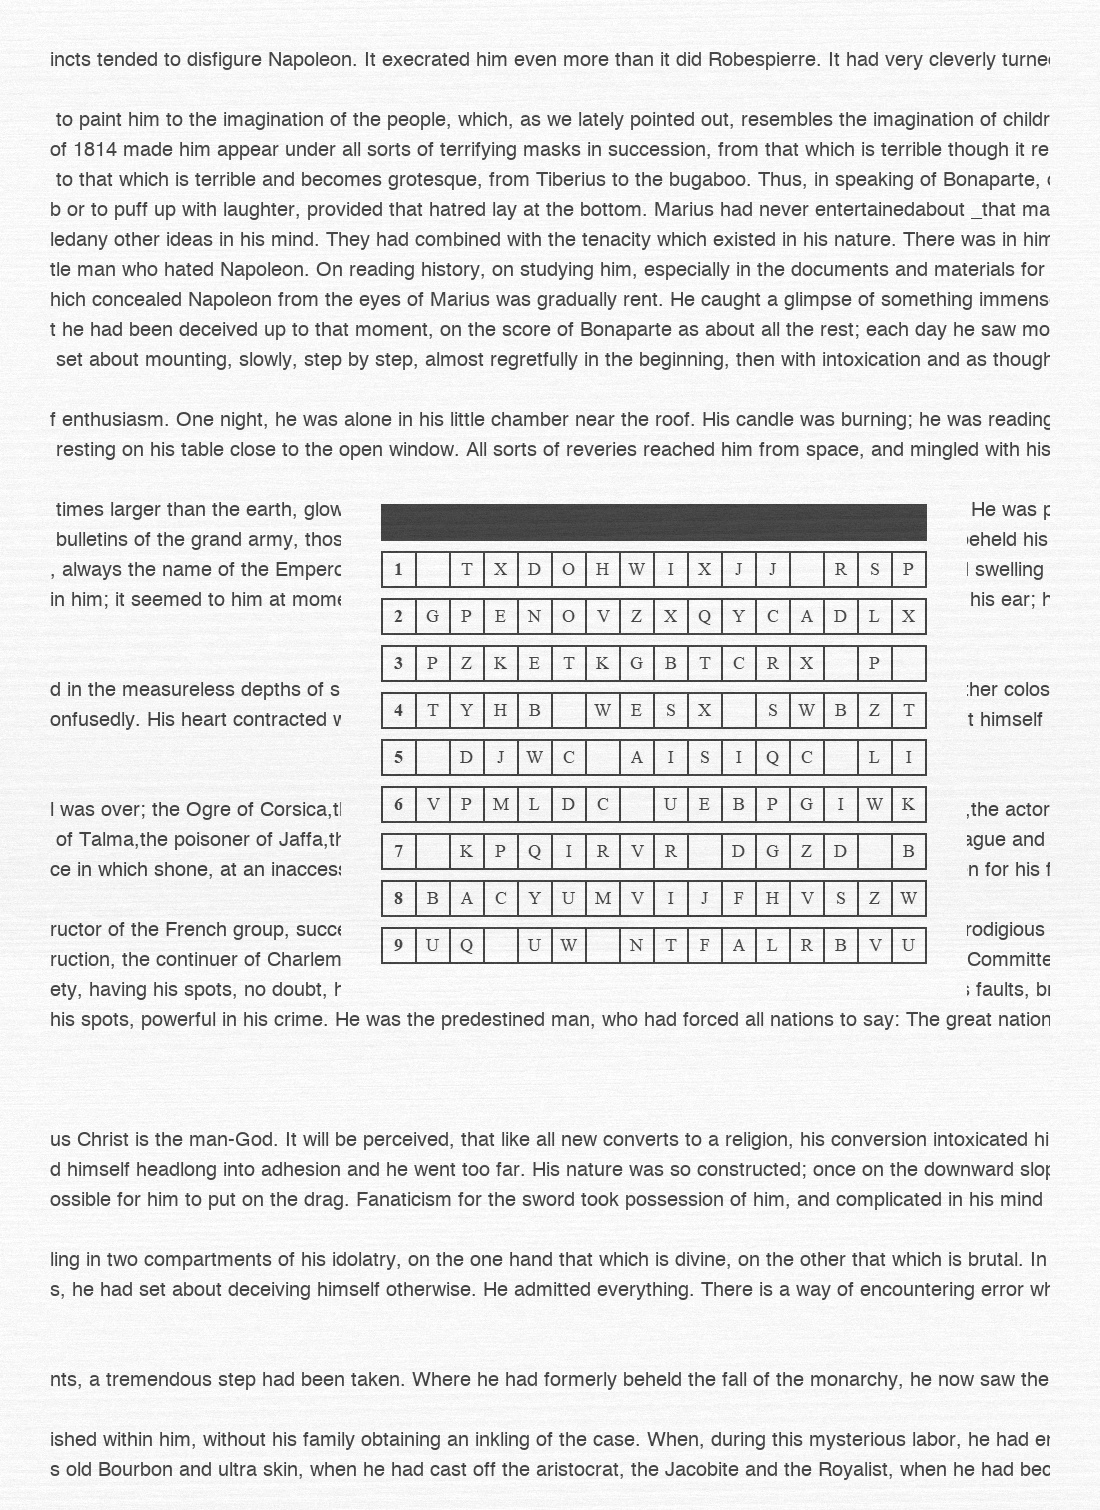 incts tended to disfigure Napoleon. It execrated him even more than it did Robespierre. It had very cleverly turne
to paint him to the imagination of the people, which, as we lately pointed out, resembles the imagination of childr
of 1814 made him appear under all sorts of terrifying masks in succession, from that which is terrible though it re
to that which is terrible and becomes grotesque, from Tiberius to the bugaboo. Thus, in speaking of Bonaparte,
b or to puff up with laughter, provided that hatred lay at the bottom. Marius had never entertainedabout _that ma
ledany other ideas in his mind. They had combined with the tenacity which existed in his nature. There was in him
tle man who hated Napoleon. On reading history, on studying him, especially in the documents and materials for
hich concealed Napoleon from the eyes of Marius was gradually rent. He caught a glimpse of something immens
t he had been deceived up to that moment, on the score of Bonaparte as about all the rest; each day he saw mo
set about mounting, slowly, step by step, almost regretfully in the beginning, then with intoxication and as though
f enthusiasm. One night, he was alone in his little chamber near the roof. His candle was burning; he was reading
resting on his table close to the open window. All sorts of reveries reached him from space, and mingled with his
times larger than the earth, glow
bulletins of the grand army, thos
, always the name of the Empero
in him; it seemed to him at mome
d in the measureless depths of s
onfusedly. His heart contracted w
l was over; the Ogre of Corsica,t
of Talma,the poisoner of Jaffa,th
ce in which shone, at an inacces
ructor of the French group, succe
ruction, the continuer of Charlem
ety, having his spots, no doubt, h
1 T X D O H W I X J J R S P
2 G P E N O V Z X Q Y C A D L X
3 P Z K E T K G B T C R X P
4 T Y H B W E S X S W B Z T
5 D J W C A I S I Q C L I
6 V P M L D C U E B P G I W K
7 K P Q I R V R D G Z D B
8 B A C Y U M V I J F H V S Z W
9 U Q U W N T F A L R B V U
He was p
beheld his
swelling
his ear; h
ther colos
t himself
,the actor
ague and
n for his f
rodigious
Committe
s faults, br
his spots, powerful in his crime. He was the predestined man, who had forced all nations to say: The great nation
us Christ is the man-God. It will be perceived, that like all new converts to a religion, his conversion intoxicated hi
d himself headlong into adhesion and he went too far. His nature was so constructed; once on the downward slop
ossible for him to put on the drag. Fanaticism for the sword took possession of him, and complicated in his mind
ling in two compartments of his idolatry, on the one hand that which is divine, on the other that which is brutal. In
s, he had set about deceiving himself otherwise. He admitted everything. There is a way of encountering error wh
nts, a tremendous step had been taken. Where he had formerly beheld the fall of the monarchy, he now saw the
ished within him, without his family obtaining an inkling of the case. When, during this mysterious labor, he had en
s old Bourbon and ultra skin, when he had cast off the aristocrat, the Jacobite and the Royalist, when he had bec